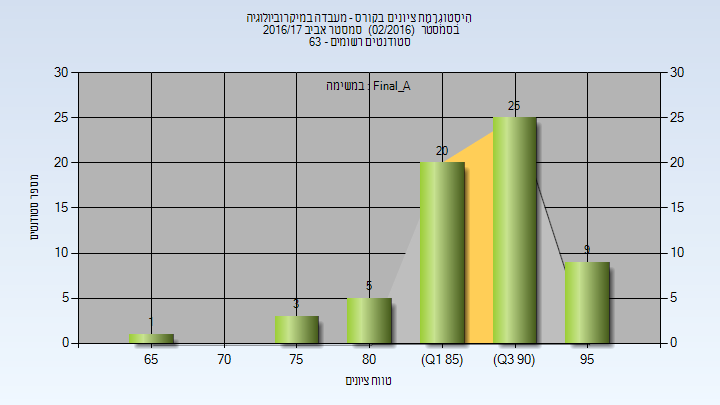 היסטוגרמת ציונים בקורס - מעבדה במיקרוביולוגיה
בסמסטר (02/2016) סמסטר אביב 2016/17
סטודנטים רשומים - 63
במשימה : Final_A
30 30
25 25
20 20
15 15
10 10
5 5
0 0
1 3 5 20 25 9
מספר סטודנטים
65 70 75 80 (Q1 85) (Q3 90) 95
טווח ציונים